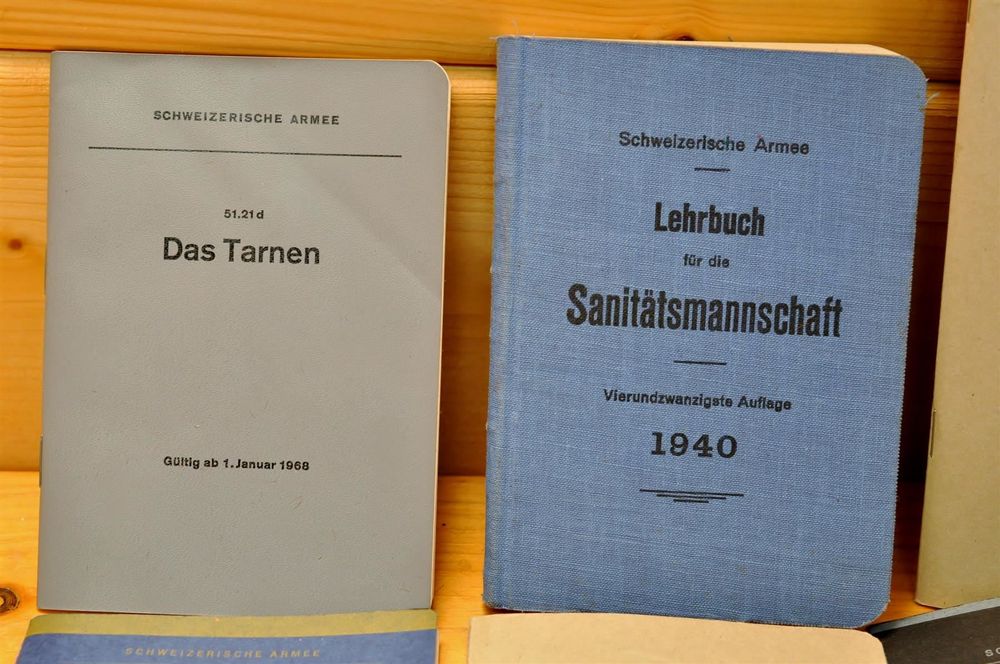 SCHWEIZERISCHE ARMEE
51.21 d
Das Tarnen
Gültig ab 1. Januar 1968
Schweizerische Armee
Lehrbuch
für die
Sanitätsmannschaft
Vierundzwanzigste Auflage
1940
SCHWEIZERISCHE ARMEE